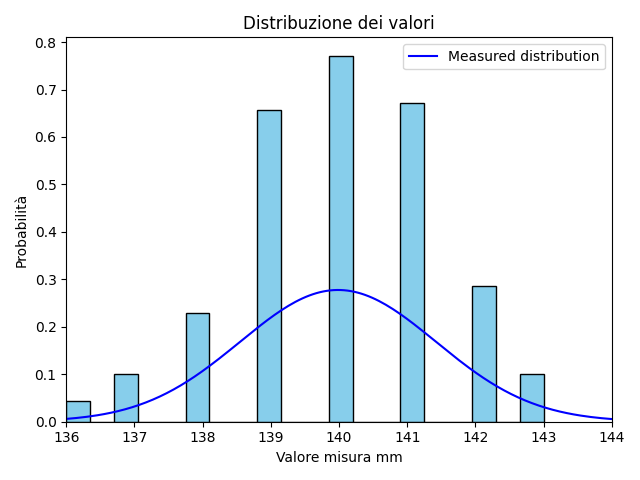 Distribuzione dei valori
Measured distribution
0.8
0.7
0.6
0.5
0.4
0.3
0.2
0.1
0.0
Probabilità
136 137 138 139 140 141 142 143 144
Valore misura mm